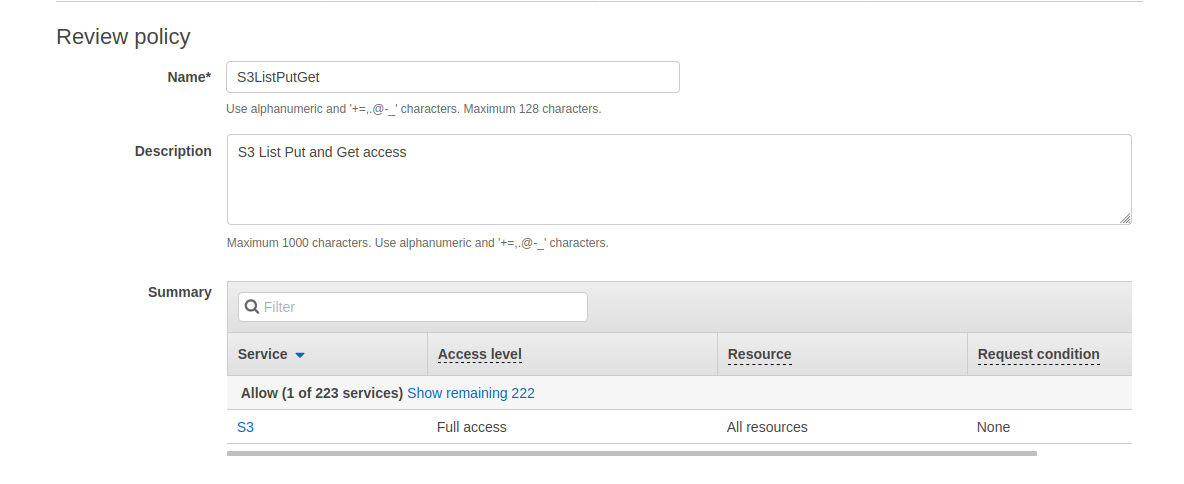 Review policy
Name* S3ListPutGet
Use alphanumeric and '+=,.@-_' characters. Maximum 128 characters.
Description S3 List Put and Get access
Maximum 1000 characters. Use alphanumeric and '+=,.@-_' characters.
Summary
Filter
Service Access level Resource Request condition
Allow (1 of 223 services) Show remaining 222
S3 Full access All resources None